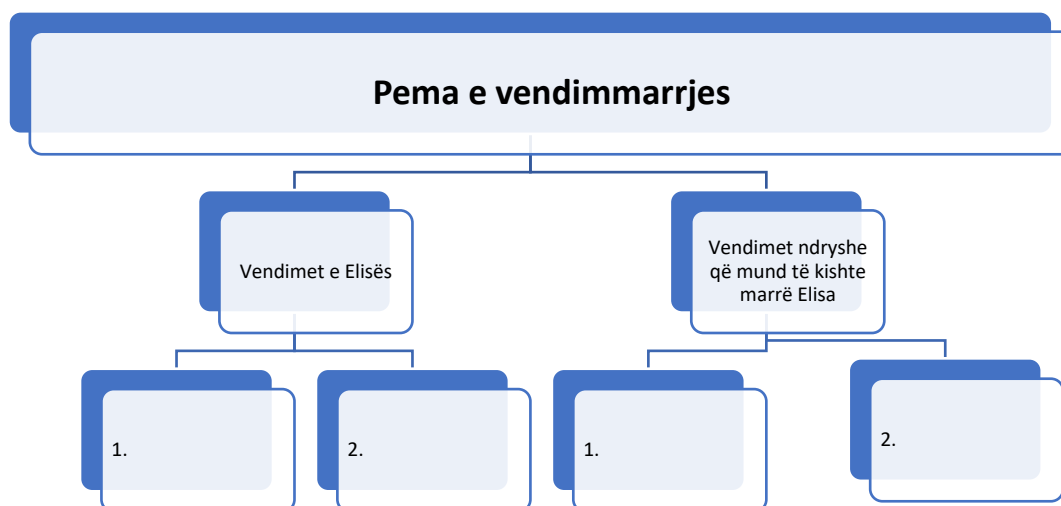 Pema e vendimmarrjes
Vendimet e Elisës
Vendimet ndryshe
që mund të kishte
marrë Elisa
1.
2.
1.
2.